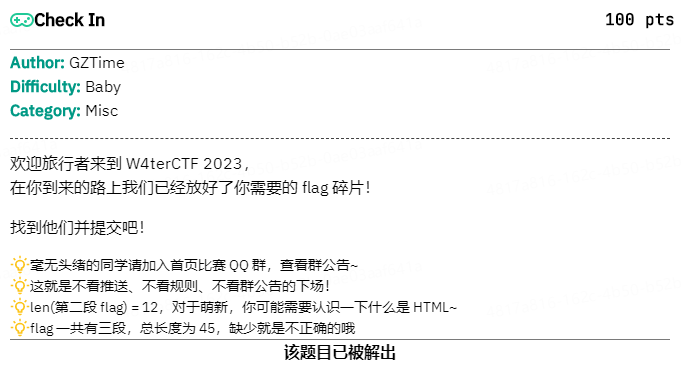 Check In
100 pts
Author: GZTime
Difficulty: Baby
Category: Misc
欢迎旅行者来到 W4terCTF 2023，
在你到来的路上我们已经放好了你需要的 flag 碎片！
找到他们并提交吧！
毫无头绪的同学请加入首页比赛 QQ 群，查看群公告~
这就是不看推送、不看规则、不看群公告的下场！
len(第二段 flag) = 12，对于萌新，你可能需要认识一下什么是 HTML~
flag 一共有三段，总长度为 45，缺少就是不正确的哦
该题目已被解出